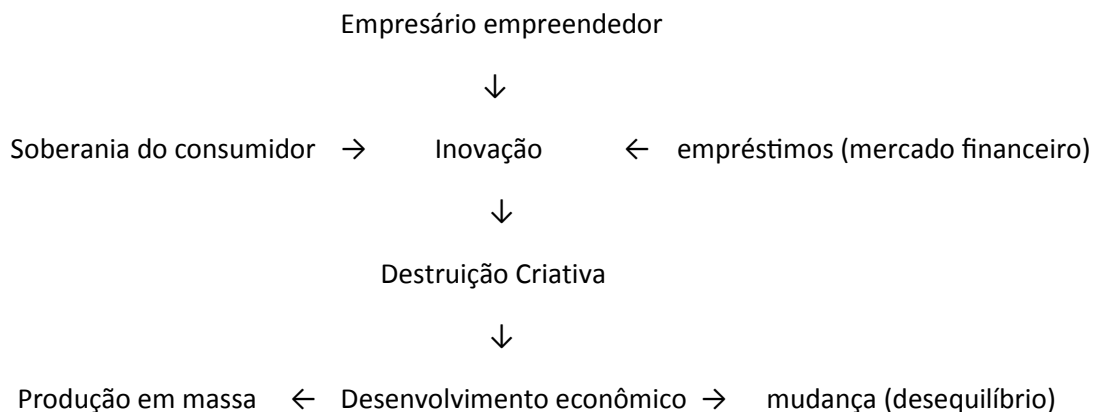 Empresário empreendedor
↓
Soberania do consumidor → Inovação ← empréstimos (mercado financeiro)
↓
Destruição Criativa
↓
Produção em massa ← Desenvolvimento econômico → mudança (desequilíbrio)